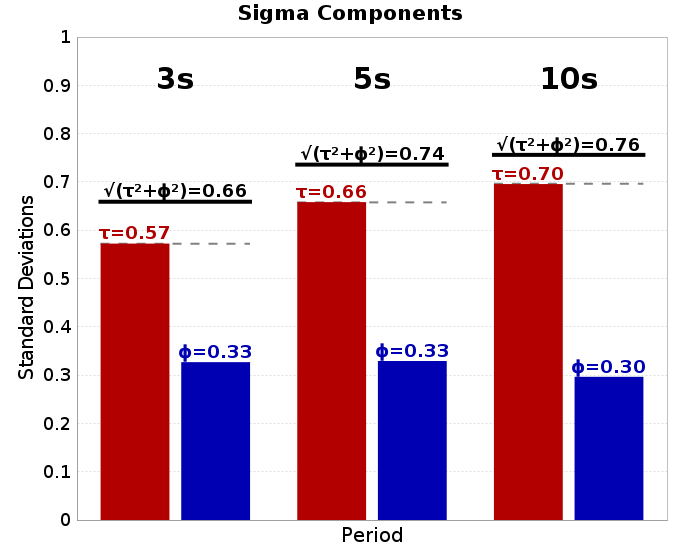 Sigma Components
1
0.9
0.8
0.7
0.6
0.5
0.4
0.3
0.2
0.1
0
Standard Deviations
3s
5s
10s
√(τ²+ϕ²)=0.66
√(τ²+ϕ²)=0.74
√(τ²+ϕ²)=0.76
τ=0.57
τ=0.66
τ=0.70
ϕ=0.33
ϕ=0.33
ϕ=0.30
Period